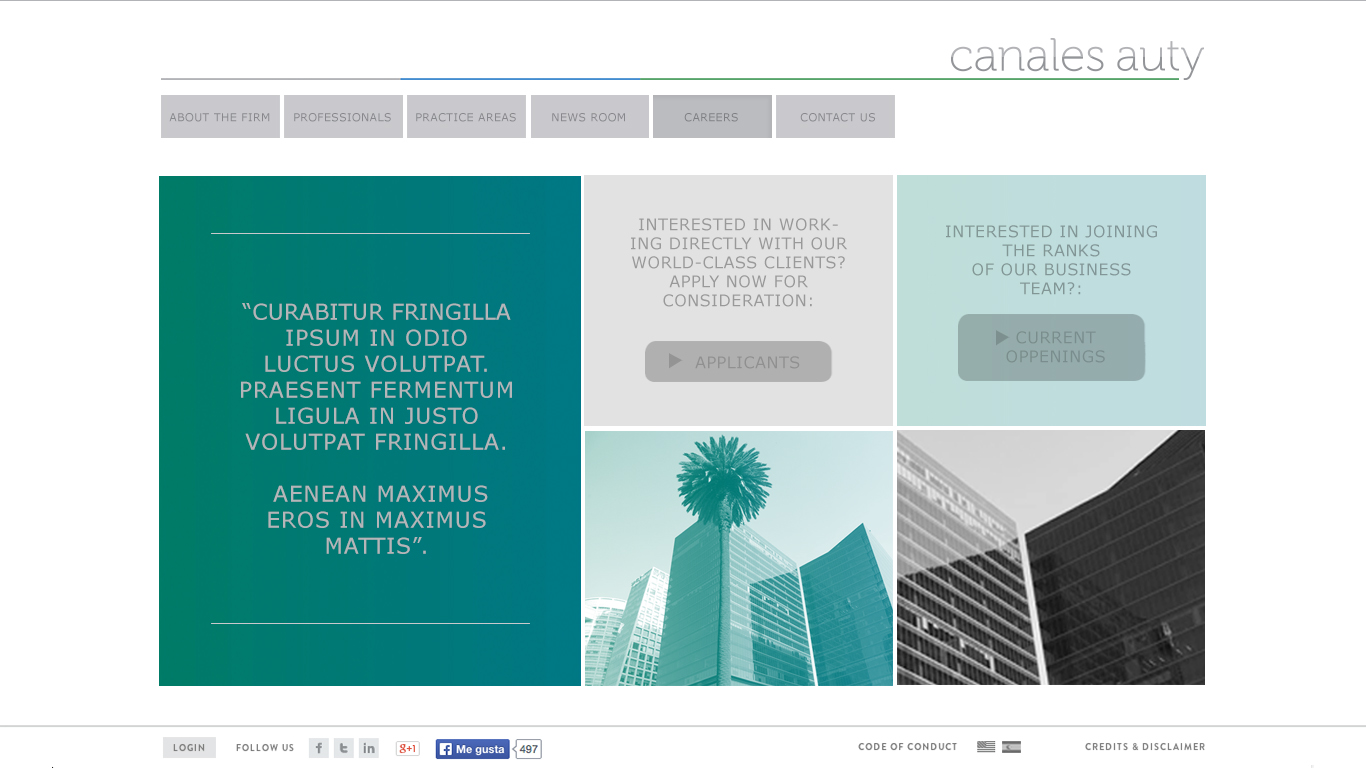 canales auty
ABOUT THE FIRM
PROFESSIONALS
PRACTICE AREAS
NEWS ROOM
CAREERS
CONTACT US
“CURABITUR FRINGILLA
IPSUM IN ODIO
LUCTUS VOLUTPAT.
PRAESENT FERMENTUM
LIGULA IN JUSTO
VOLUTPAT FRINGILLA.
AENEAN MAXIMUS
EROS IN MAXIMUS
MATTIS”.
INTERESTED IN WORK-
ING DIRECTLY WITH OUR
WORLD-CLASS CLIENTS?
APPLY NOW FOR
CONSIDERATION:
APPLICANTS
INTERESTED IN JOINING
THE RANKS
OF OUR BUSINESS
TEAM?:
CURRENT
OPPENINGS
LOGIN
FOLLOW US
f
t
in
g+1
f Me gusta
497
CODE OF CONDUCT
CREDITS & DISCLAIMER